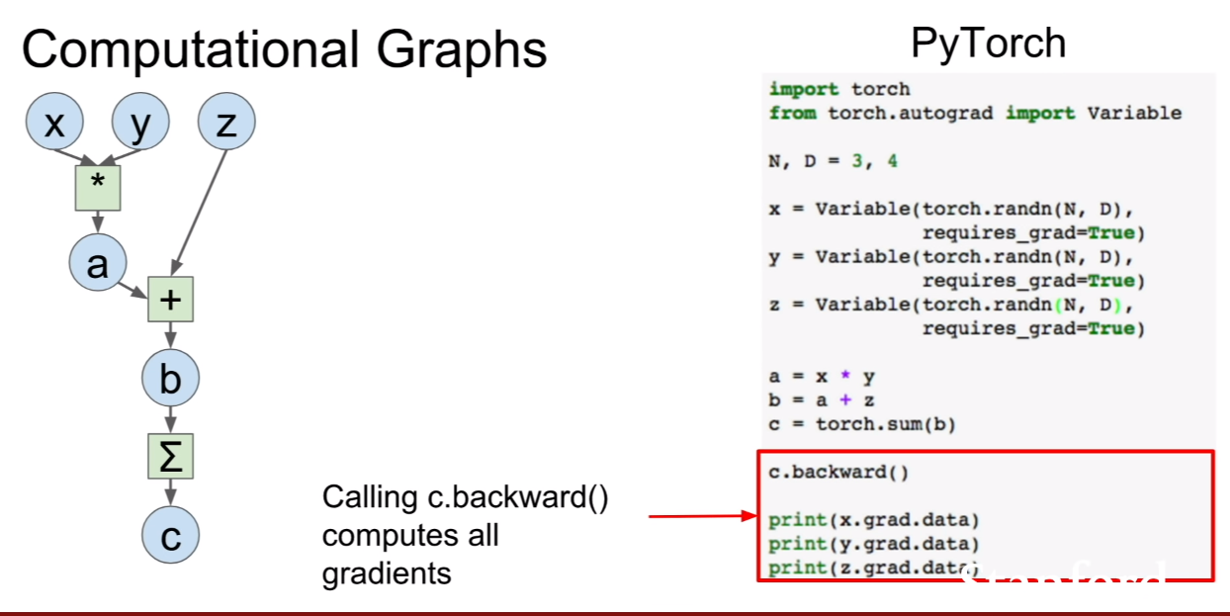 Computational Graphs
x y z
*
a
+
b
Σ
c
Calling c.backward()
computes all
gradients
PyTorch
import torch
from torch.autograd import Variable
N, D = 3, 4
x = Variable(torch.randn(N, D),
requires_grad=True)
y = Variable(torch.randn(N, D),
requires_grad=True)
z = Variable(torch.randn(N, D),
requires_grad=True)
a = x * y
b = a + z
c = torch.sum(b)
c.backward()
print(x.grad.data)
print(y.grad.data)
print(z.grad.data)
Stanford